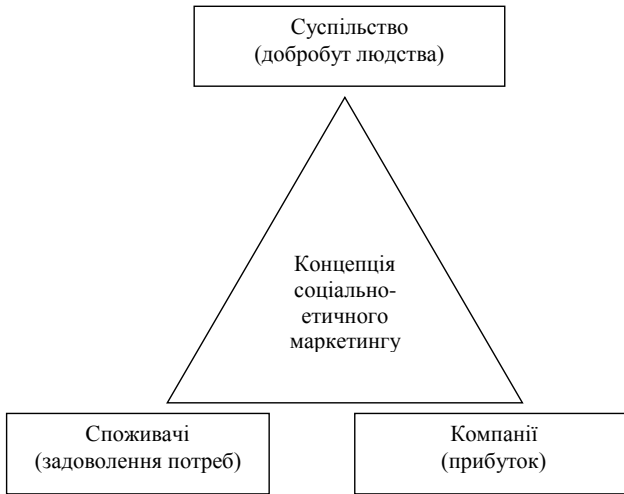 Суспільство
(добробут людства)
Концепція
соціально-
етичного
маркетингу
Споживачі
(задоволення потреб)
Компанії
(прибуток)